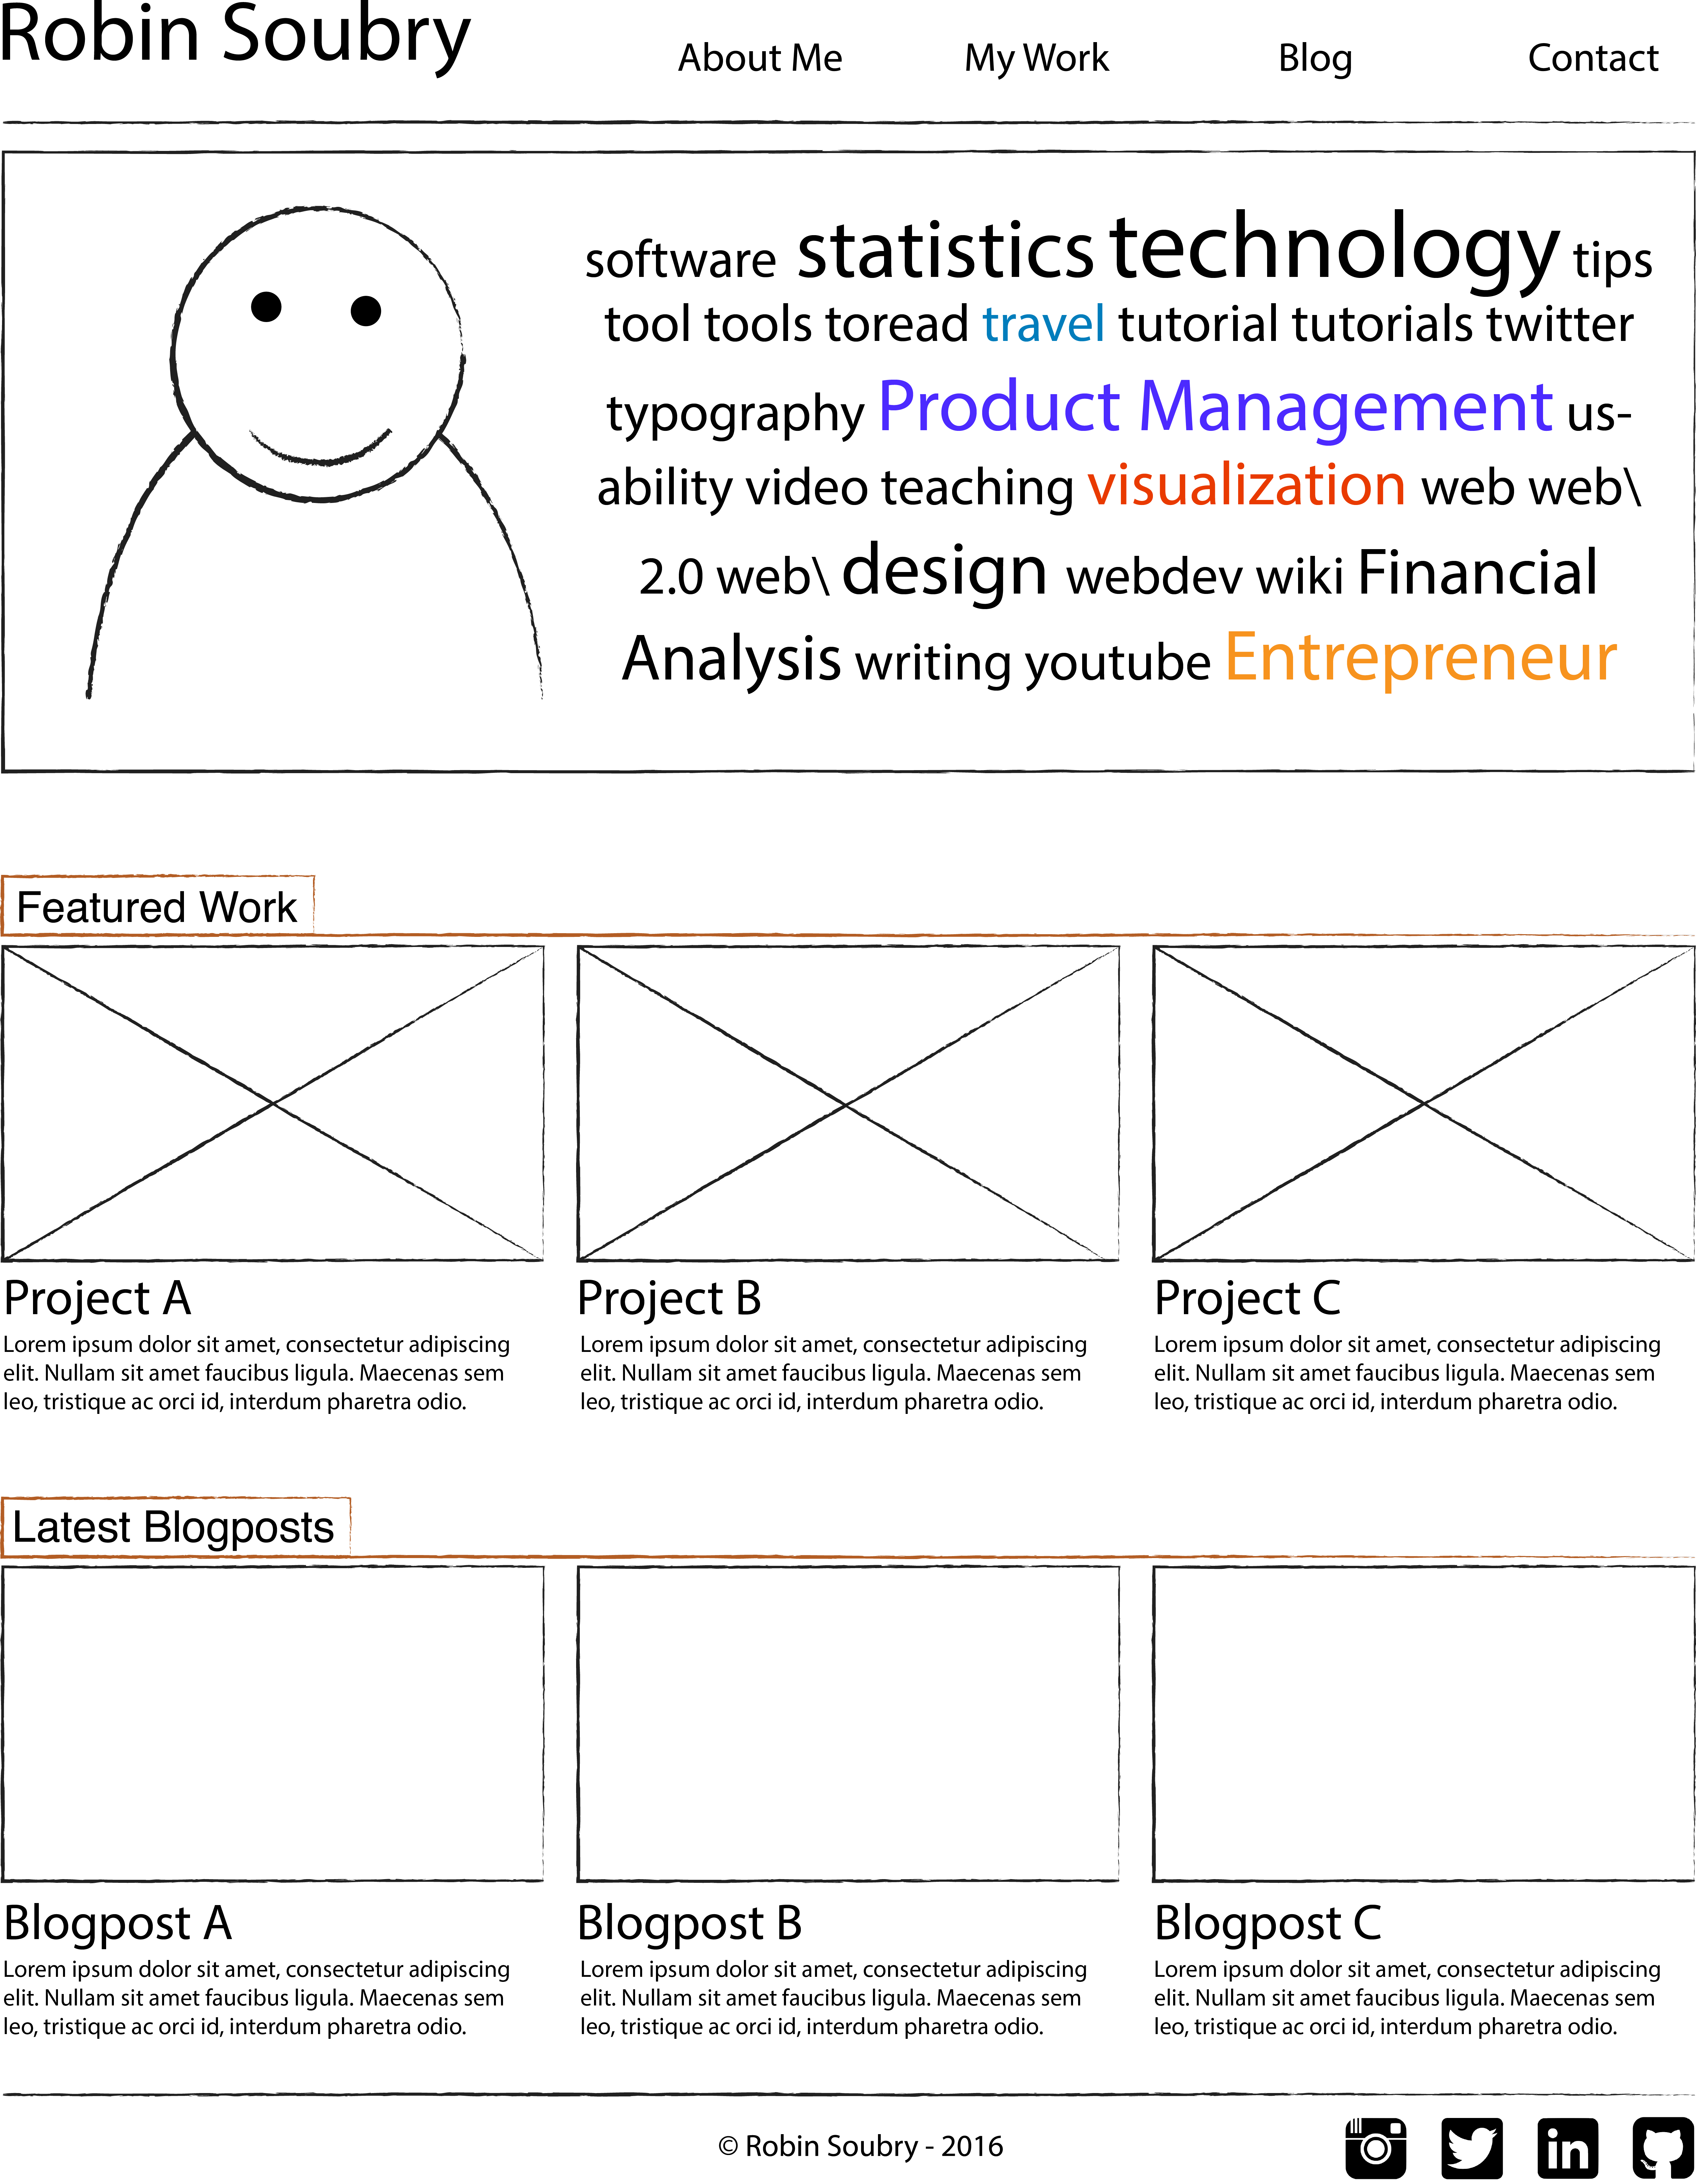 Robin Soubry
About Me My Work Blog Contact
software statistics technology tips
tool tools toread travel tutorial tutorials twitter
typography Product Management us-
ability video teaching visualization web web\
2.0 web\ design webdev wiki Financial
Analysis writing youtube Entrepreneur
Featured Work
Project A
Lorem ipsum dolor sit amet, consectetur adipiscing
elit. Nullam sit amet faucibus ligula. Maecenas sem
leo, tristique ac orci id, interdum pharetra odio.
Project B
Lorem ipsum dolor sit amet, consectetur adipiscing
elit. Nullam sit amet faucibus ligula. Maecenas sem
leo, tristique ac orci id, interdum pharetra odio.
Project C
Lorem ipsum dolor sit amet, consectetur adipiscing
elit. Nullam sit amet faucibus ligula. Maecenas sem
leo, tristique ac orci id, interdum pharetra odio.
Latest Blogposts
Blogpost A
Lorem ipsum dolor sit amet, consectetur adipiscing
elit. Nullam sit amet faucibus ligula. Maecenas sem
leo, tristique ac orci id, interdum pharetra odio.
Blogpost B
Lorem ipsum dolor sit amet, consectetur adipiscing
elit. Nullam sit amet faucibus ligula. Maecenas sem
leo, tristique ac orci id, interdum pharetra odio.
Blogpost C
Lorem ipsum dolor sit amet, consectetur adipiscing
elit. Nullam sit amet faucibus ligula. Maecenas sem
leo, tristique ac orci id, interdum pharetra odio.
© Robin Soubry - 2016
in